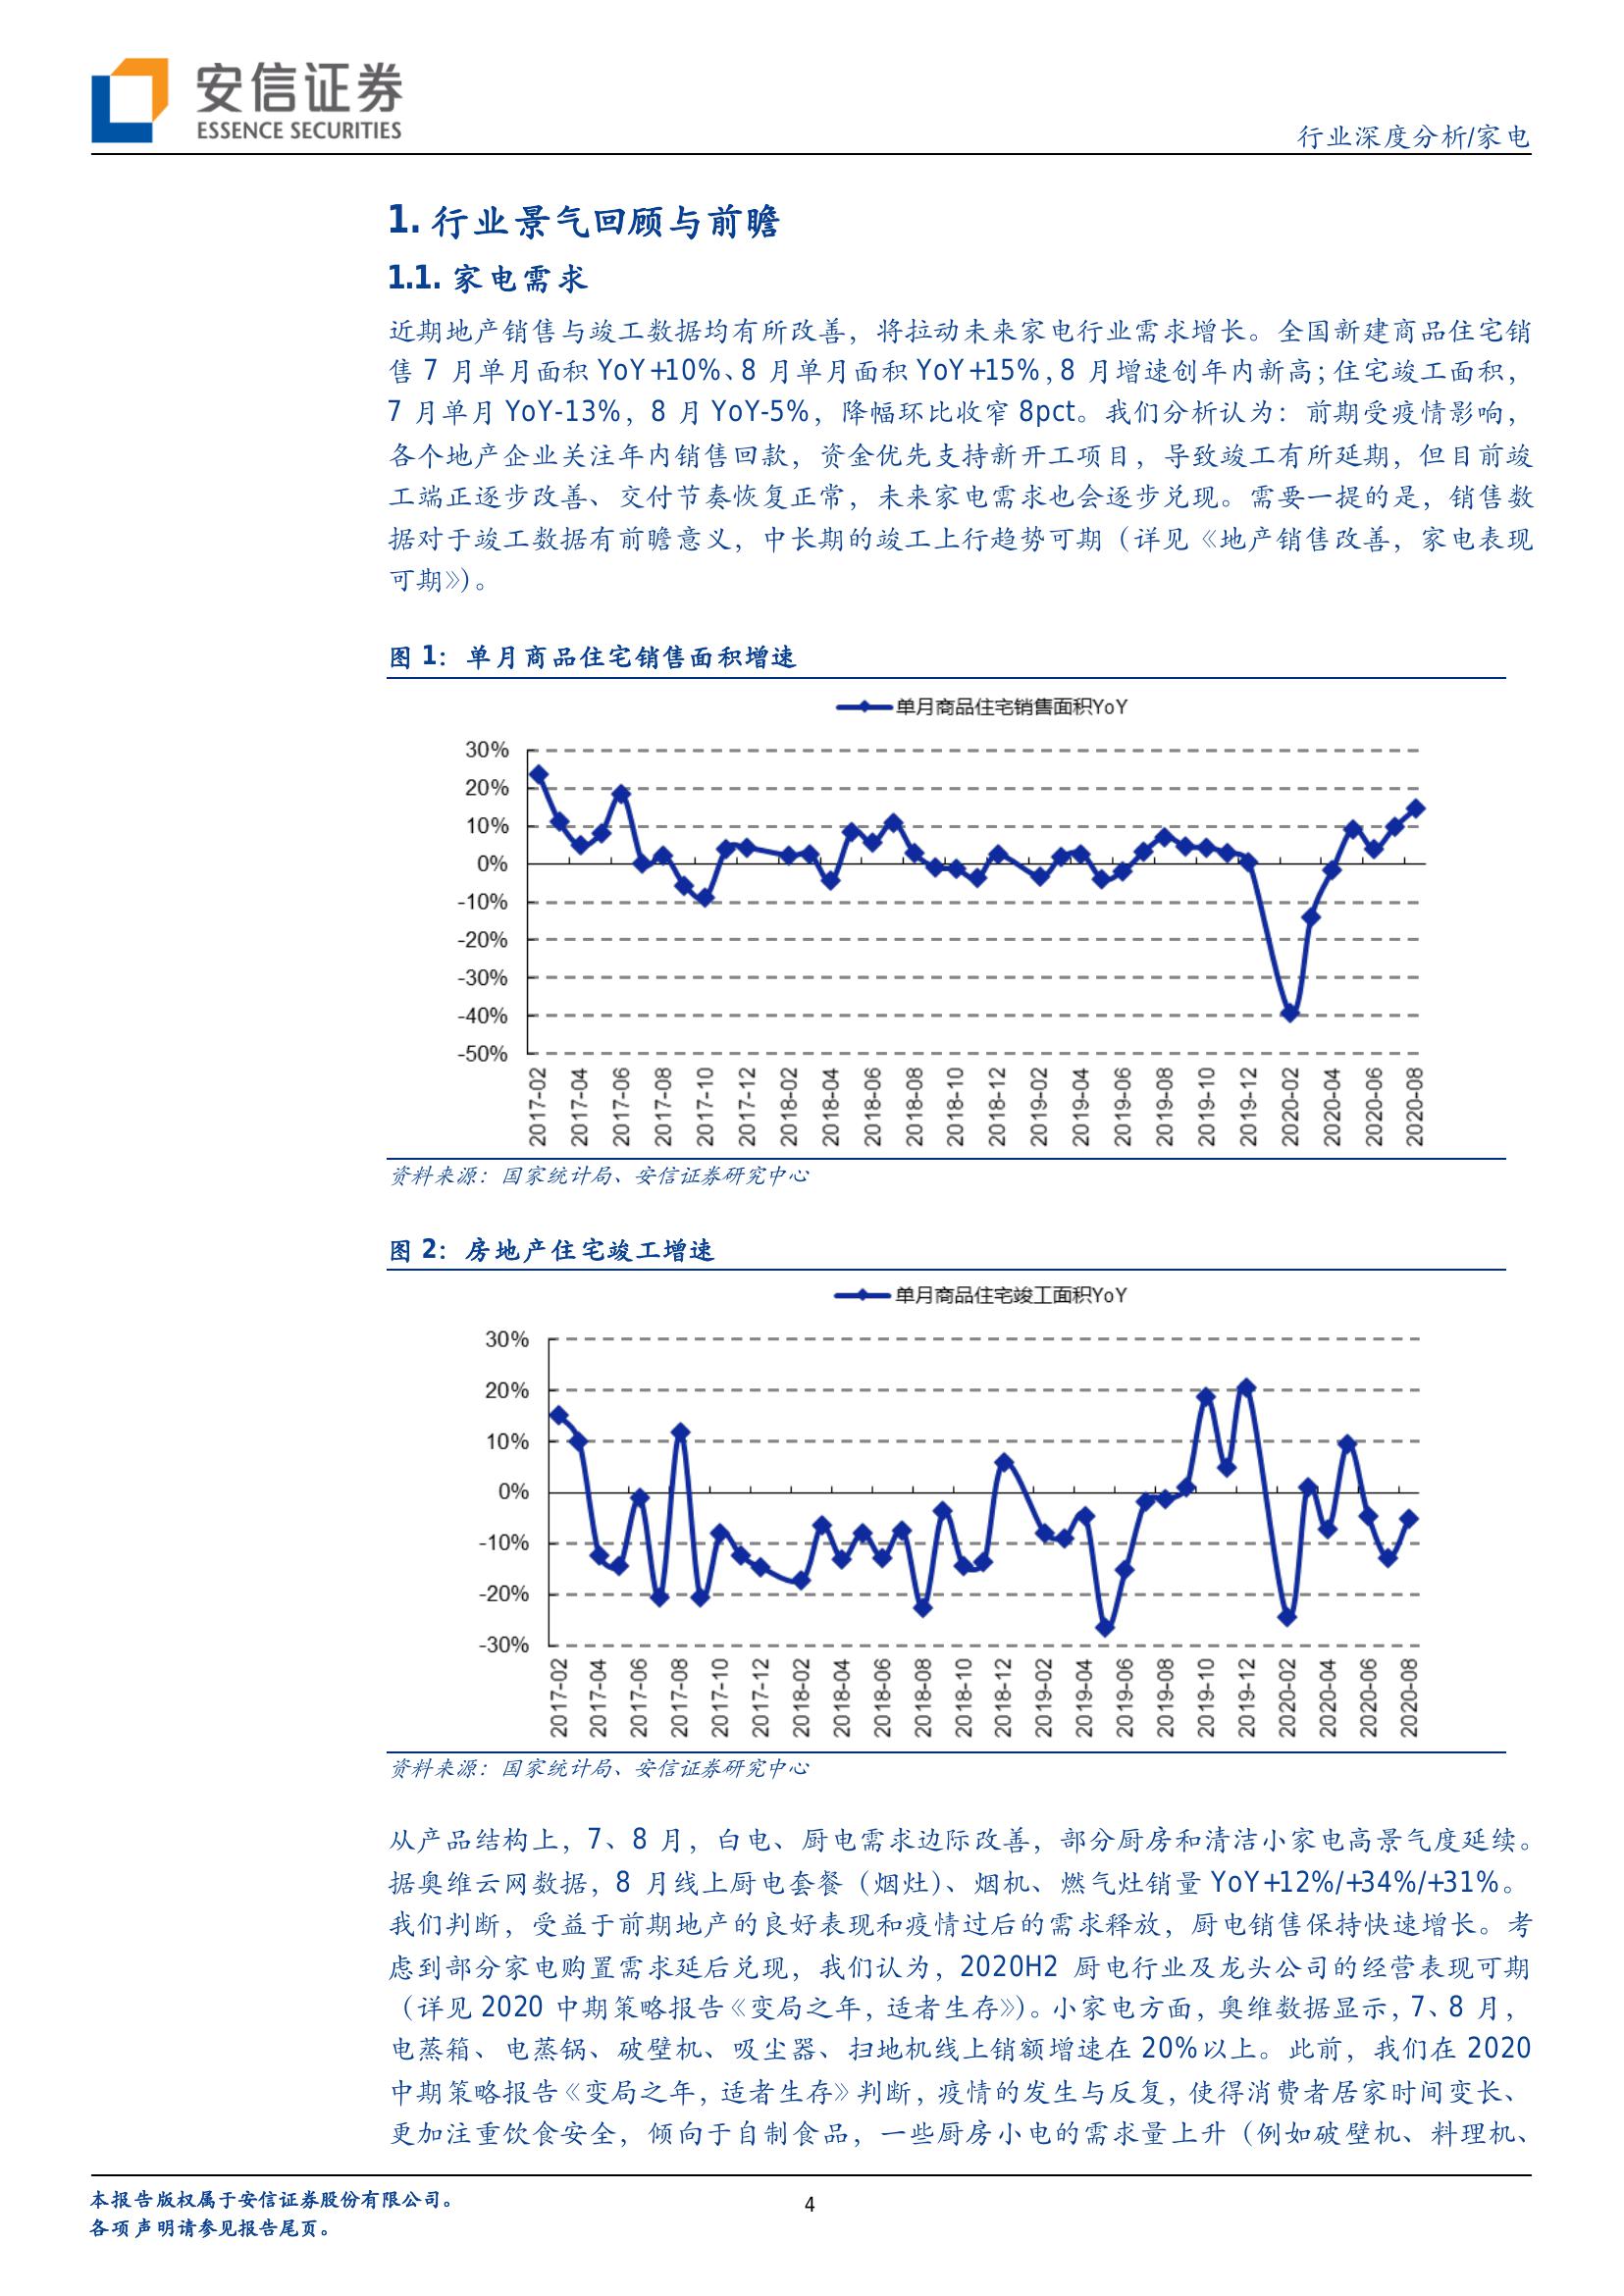 安信证券
ESSENCE SECURITIES
行业深度分析/家电
1. 行业景气回顾与前瞻
1.1. 家电需求
近期地产销售与竣工数据均有所改善，将拉动未来家电行业需求增长。全国新建商品住宅销
售 7 月单月面积 YoY+10%、8 月单月面积 YoY+15%，8 月增速创年内新高；住宅竣工面积，
7 月单月 YoY-13%，8 月 YoY-5%，降幅环比收窄 8pct。我们分析认为：前期受疫情影响，
各个地产企业关注年内销售回款，资金优先支持新开工项目，导致竣工有所延期，但目前竣
工端正逐步改善、交付节奏恢复正常，未来家电需求也会逐步兑现。需要一提的是，销售数
据对于竣工数据有前瞻意义，中长期的竣工上行趋势可期（详见《地产销售改善，家电表现
可期》）。
图 1：单月商品住宅销售面积增速
单月商品住宅销售面积YoY
30%
20%
10%
0%
-10%
-20%
-30%
-40%
-50%
2017-02 2017-04 2017-06 2017-08 2017-10 2017-12 2018-02 2018-04 2018-06 2018-08 2018-10 2018-12 2019-02 2019-04 2019-06 2019-08 2019-10 2019-12 2020-02 2020-04 2020-06 2020-08
资料来源：国家统计局、安信证券研究中心
图 2：房地产住宅竣工增速
单月商品住宅竣工面积YoY
30%
20%
10%
0%
-10%
-20%
-30%
2017-02 2017-04 2017-06 2017-08 2017-10 2017-12 2018-02 2018-04 2018-06 2018-08 2018-10 2018-12 2019-02 2019-04 2019-06 2019-08 2019-10 2019-12 2020-02 2020-04 2020-06 2020-08
资料来源：国家统计局、安信证券研究中心
从产品结构上，7、8 月，白电、厨电需求边际改善，部分厨房和清洁小家电高景气度延续。
据奥维云网数据，8 月线上厨电套餐（烟灶）、烟机、燃气灶销量 YoY+12%/+34%/+31%。
我们判断，受益于前期地产的良好表现和疫情过后的需求释放，厨电销售保持快速增长。考
虑到部分家电购置需求延后兑现，我们认为，2020H2 厨电行业及龙头公司的经营表现可期
（详见 2020 中期策略报告《变局之年，适者生存》）。小家电方面，奥维数据显示，7、8 月，
电蒸箱、电蒸锅、破壁机、吸尘器、扫地机线上销额增速在 20%以上。此前，我们在 2020
中期策略报告《变局之年，适者生存》判断，疫情的发生与反复，使得消费者居家时间变长、
更加注重饮食安全，倾向于自制食品，一些厨房小电的需求量上升（例如破壁机、料理机、
本报告版权属于安信证券股份有限公司。
各项声明请参见报告尾页。
4